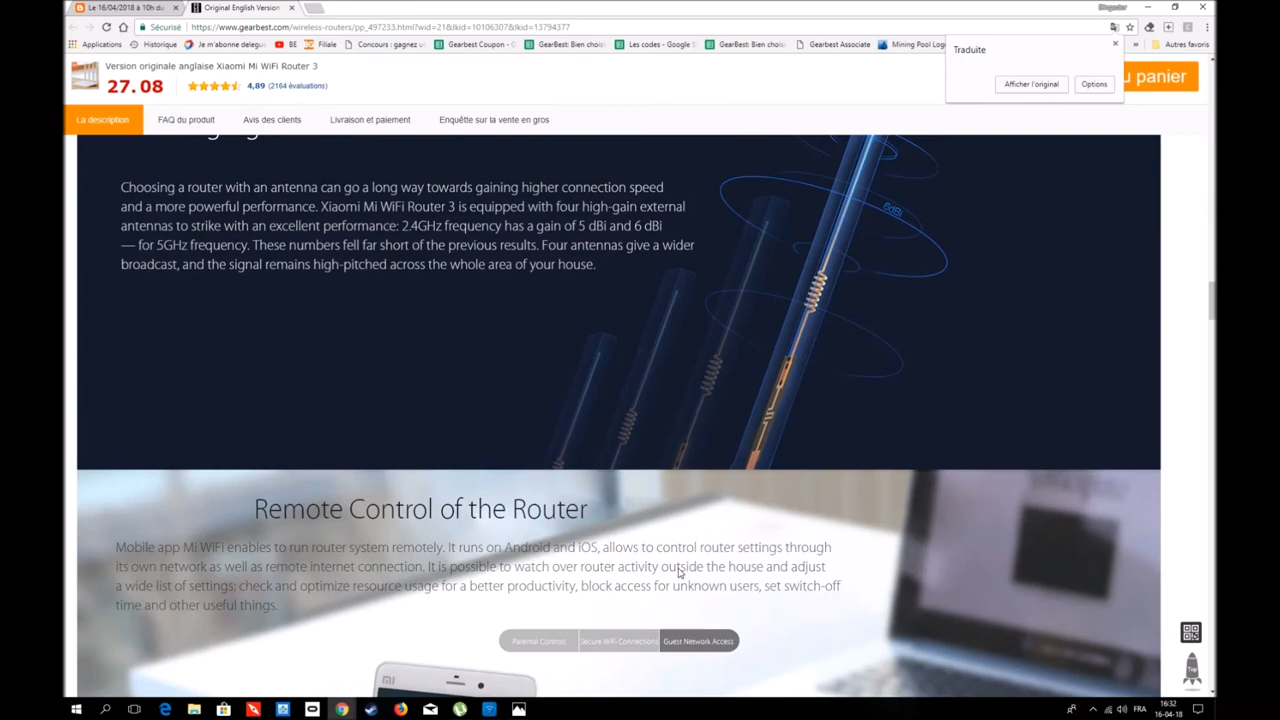 Le 16/04/2018 à 10h du
Original English Version
Sécurisé
https://www.gearbest.com/wireless-routers/pp_497233.html?wid=21&lkid=10106307&lkid=13794377
Applications
Historique
Je m'abonne deleguz
BE
Filiale
Concours : gagnez u
Gearbest Coupon - G
GearBest: Bien choisi
Les codes - Google S
GearBest: Bien choisi
Gearbest Associate
Mining Pool Logi
Autres favoris
Traduite
Afficher l'original
Options
Version originale anglaise Xiaomi Mi WiFi Router 3
27. 08
4,89 (2164 évaluations)
u panier
La description
FAQ du produit
Avis des clients
Livraison et paiement
Enquêtte sur la vente en gros
Choosing a router with an antenna can go a long way towards gaining higher connection speed
and a more powerful performance. Xiaomi Mi WiFi Router 3 is equipped with four high-gain external
antennas to strike with an excellent performance: 2.4GHz frequency has a gain of 5 dBi and 6 dBi
— for 5GHz frequency. These numbers fell far short of the previous results. Four antennas give a wider
broadcast, and the signal remains high-pitched across the whole area of your house.
6dBi
Remote Control of the Router
Mobile app Mi WiFi enables to run router system remotely. It runs on Android and iOS, allows to control router settings through
its own network as well as remote internet connection. It is possible to watch over router activity outside the house and adjust
a wide list of settings: check and optimize resource usage for a better productivity, block access for unknown users, set switch-off
time and other useful things.
Parental Controls
Secure WiFi Connections
Guest Network Access
MI
Top
FRA
16:32
16-04-18